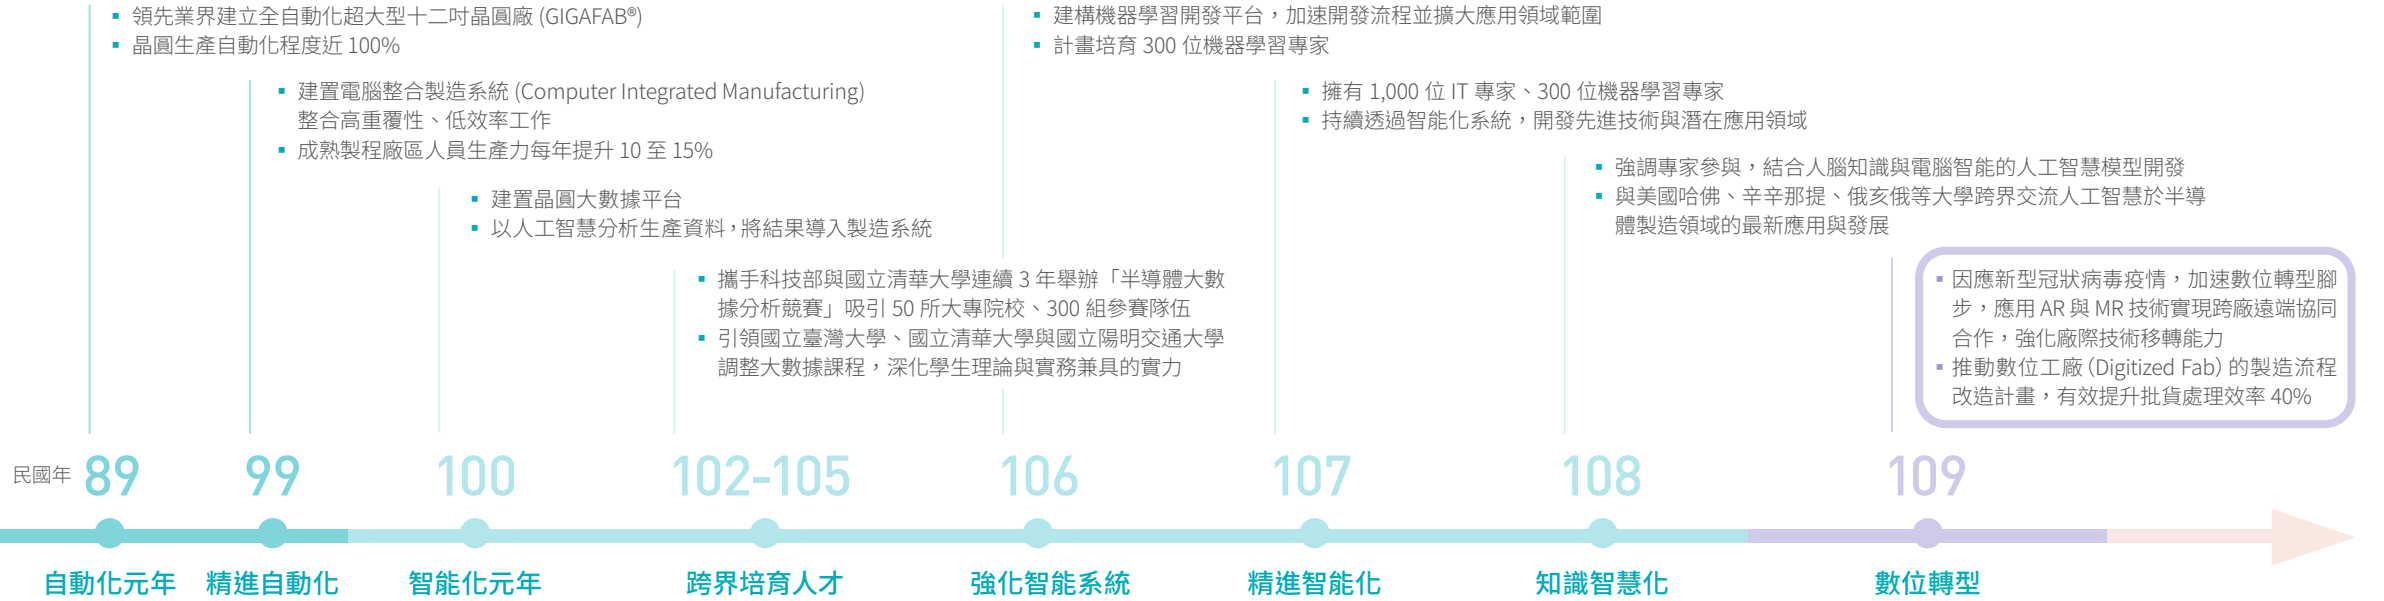 領先業界建立全自動化超大型十二吋晶圓廠 (GIGAFAB®)
晶圓生產自動化程度近 100%
建置電腦整合製造系統 (Computer Integrated Manufacturing)
整合高重覆性、低效率工作
成熟製程廠區人員生產力每年提升 10 至 15%
建置晶圓大數據平台
以人工智慧分析生產資料，將結果導入製造系統
攜手科技部與國立清華大學連續 3 年舉辦「半導體大數
據分析競賽」吸引 50 所大專院校、300 組參賽隊伍
引領國立臺灣大學、國立清華大學與國立陽明交通大學
調整大數據課程，深化學生理論與實務兼具的實力
建構機器學習開發平台，加速開發流程並擴大應用領域範圍
計畫培育 300 位機器學習專家
擁有 1,000 位 IT 專家、300 位機器學習專家
持續透過智能化系統，開發先進技術與潛在應用領域
強調專家參與，結合人腦知識與電腦智能的人工智慧模型開發
與美國哈佛、辛辛那提、俄亥俄等大學跨界交流人工智慧於半導
體製造領域的最新應用與發展
因應新型冠狀病毒疫情，加速數位轉型腳
步，應用 AR 與 MR 技術實現跨廠遠端協同
合作，強化廠際技術移轉能力
推動數位工廠 (Digitized Fab) 的製造流程
改造計畫，有效提升批貨處理效率 40%
民國年 89 99 100 102-105 106 107 108 109
自動化元年 精進自動化 智能化元年 跨界培育人才 強化智能系統 精進智能化 知識智慧化 數位轉型